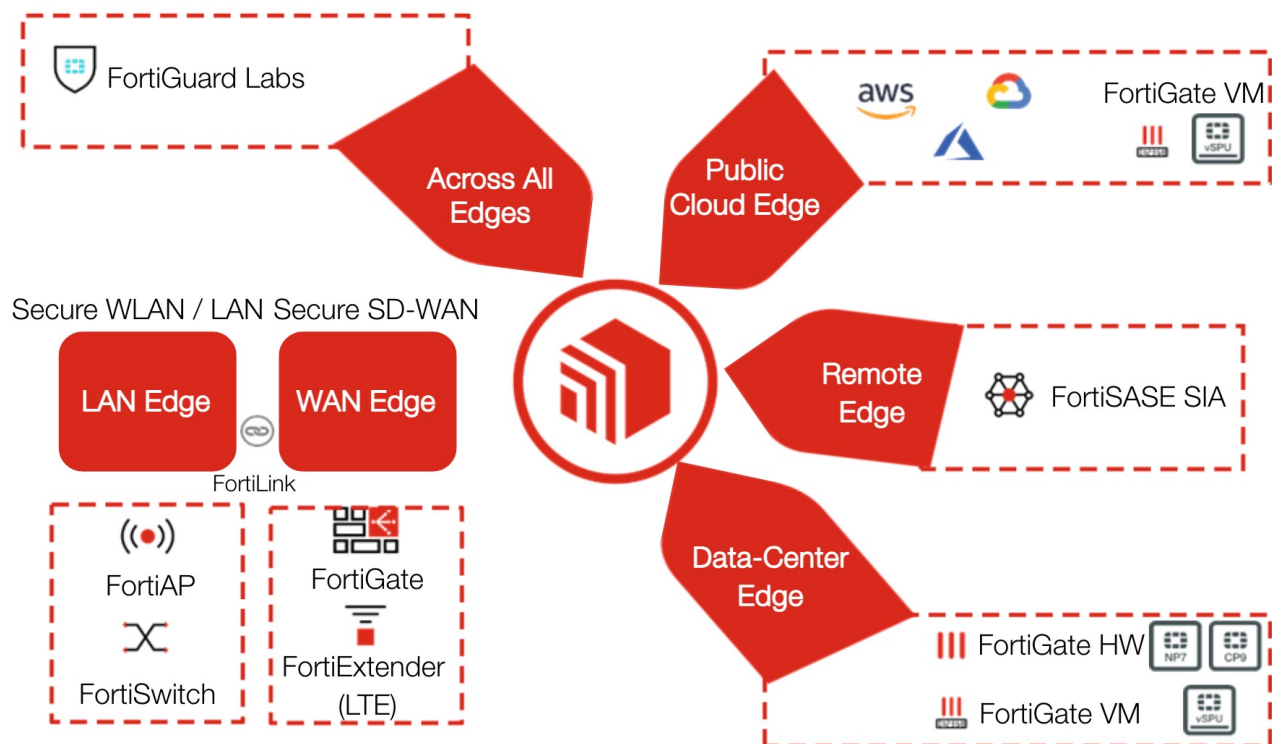 FortiGuard Labs
Across All
Edges
aws
FortiGate VM
vSPU
Public
Cloud Edge
Secure WLAN / LAN
Secure SD-WAN
LAN Edge
WAN Edge
FortiLink
FortiAP
FortiSwitch
FortiGate
FortiExtender
(LTE)
Remote
Edge
FortiSASE SIA
Data-Center
Edge
FortiGate HW
NP7
CP9
FortiGate VM
vSPU